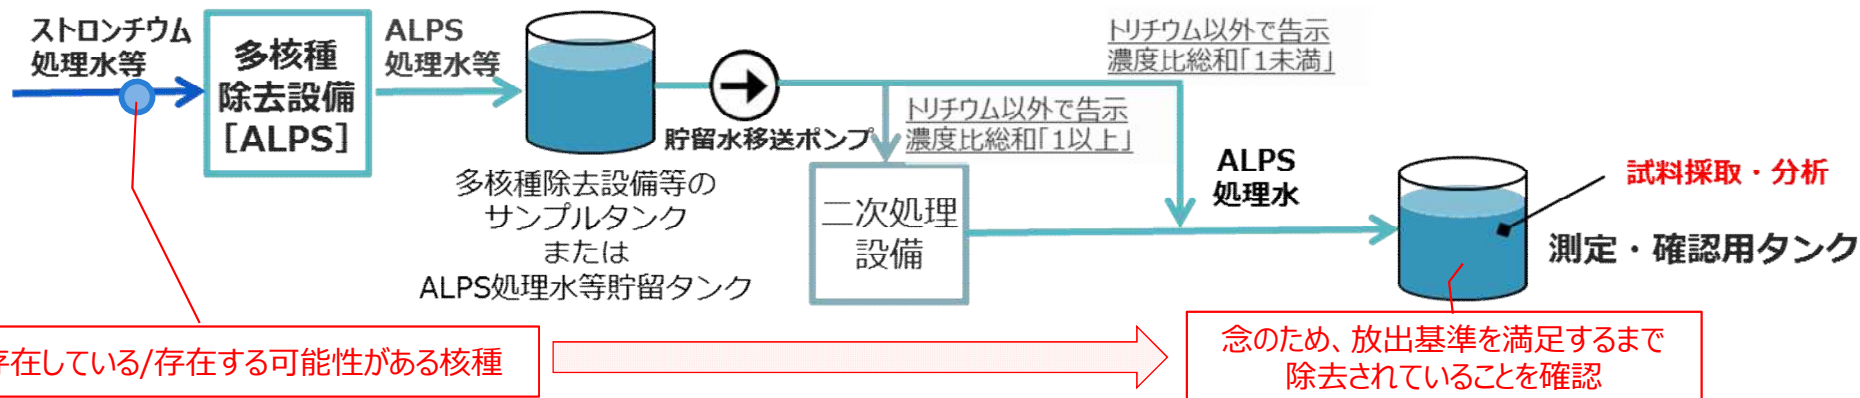 ストロンチウム
処理水等
多核種
除去設備
[ALPS]
ALPS
処理水等
貯留水移送ポンプ
多核種除去設備等の
サンプルタンク
または
ALPS処理水等貯留タンク
トリチウム以外で告示
濃度比総和「1未満」
トリチウム以外で告示
濃度比総和「1以上」
二次処理
設備
ALPS
処理水
試料採取・分析
測定・確認用タンク
存在している/存在する可能性がある核種
念のため、放出基準を満足するまで
除去されていることを確認